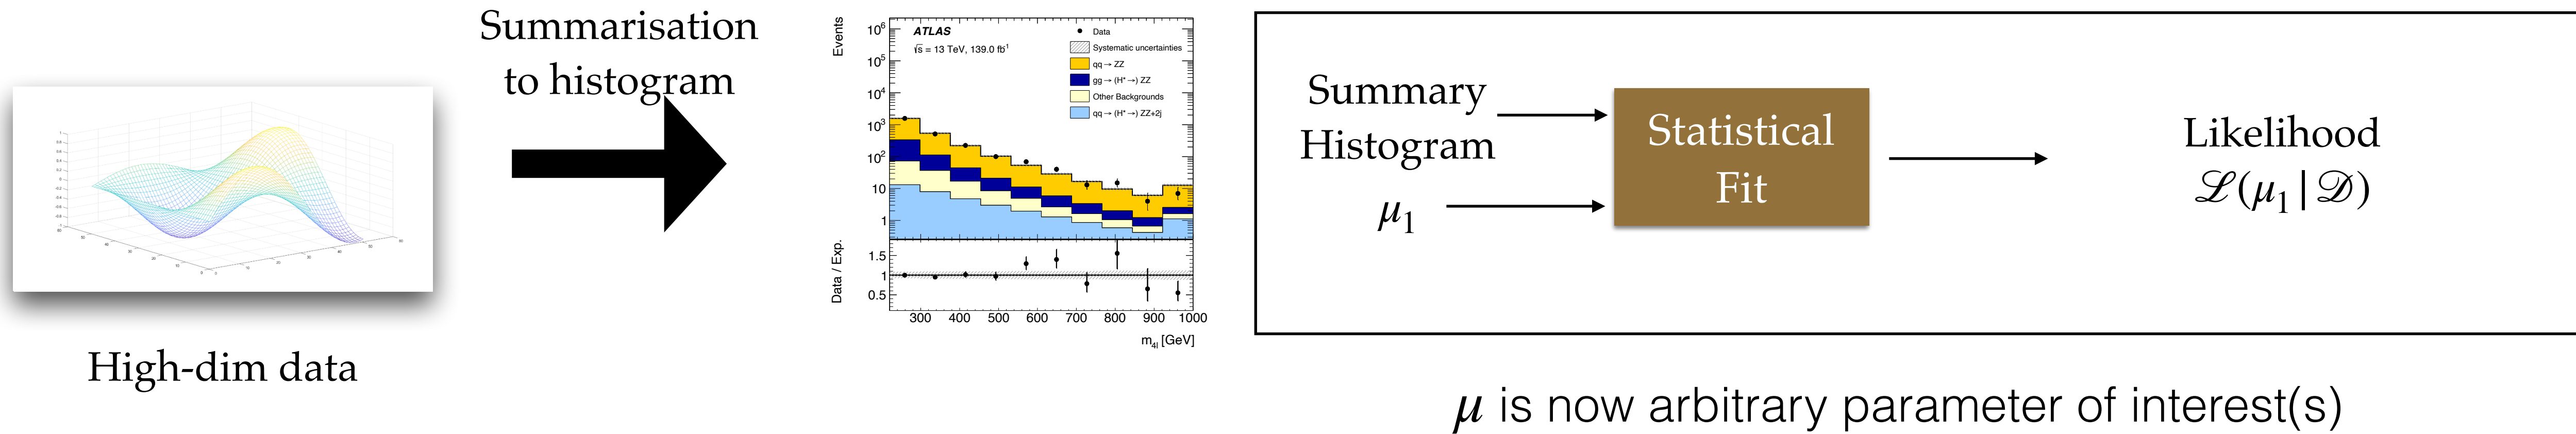 Summarisation
to histogram
High-dim data
Events
10⁶
10⁵
10⁴
10³
10²
10
1
ATLAS
√s = 13 TeV, 139.0 fb⁻¹
Data
Systematic uncertainties
qq → ZZ
gg → (H* →) ZZ
Other Backgrounds
qq → (H* →) ZZ+2j
Data / Exp.
1.5
1
0.5
300 400 500 600 700 800 900 1000
m₄ₗ [GeV]
Summary
Histogram
μ₁
Statistical
Fit
Likelihood
ℒ(μ₁ | 𝒟)
μ is now arbitrary parameter of interest(s)